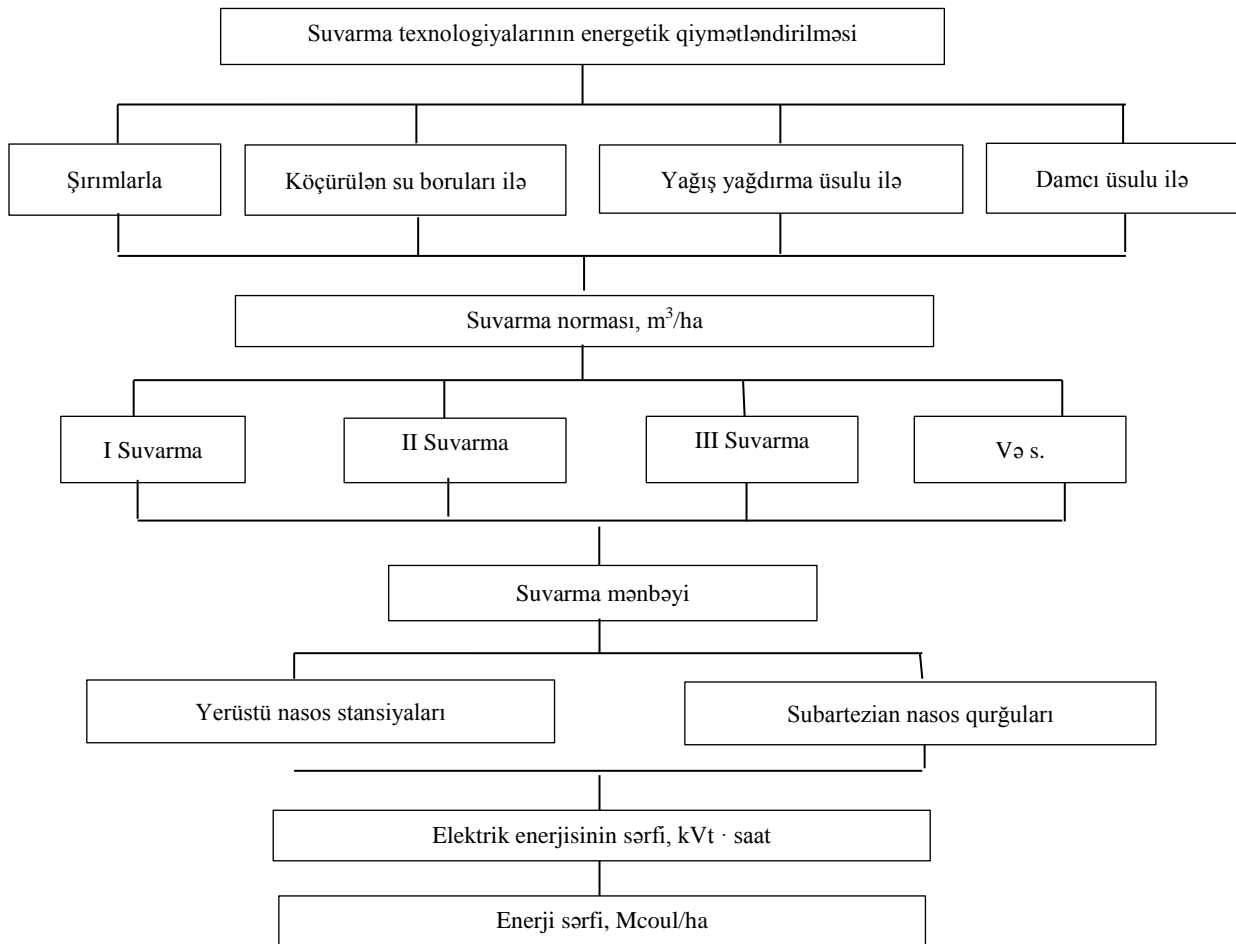 Suvarma texnologiyalarının energetik qiymətləndirilməsi
Şırımlarla
Köçürülən su boruları ilə
Yağış yağdırma üsulu ilə
Damcı üsulu ilə
Suvarma norması, m³/ha
I Suvarma
II Suvarma
III Suvarma
Və s.
Suvarma mənbəyi
Yerüstü nasos stansiyaları
Subartezian nasos qurğuları
Elektrik enerjisinin sərfi, kVt · saat
Enerji sərfi, Mcoul/ha